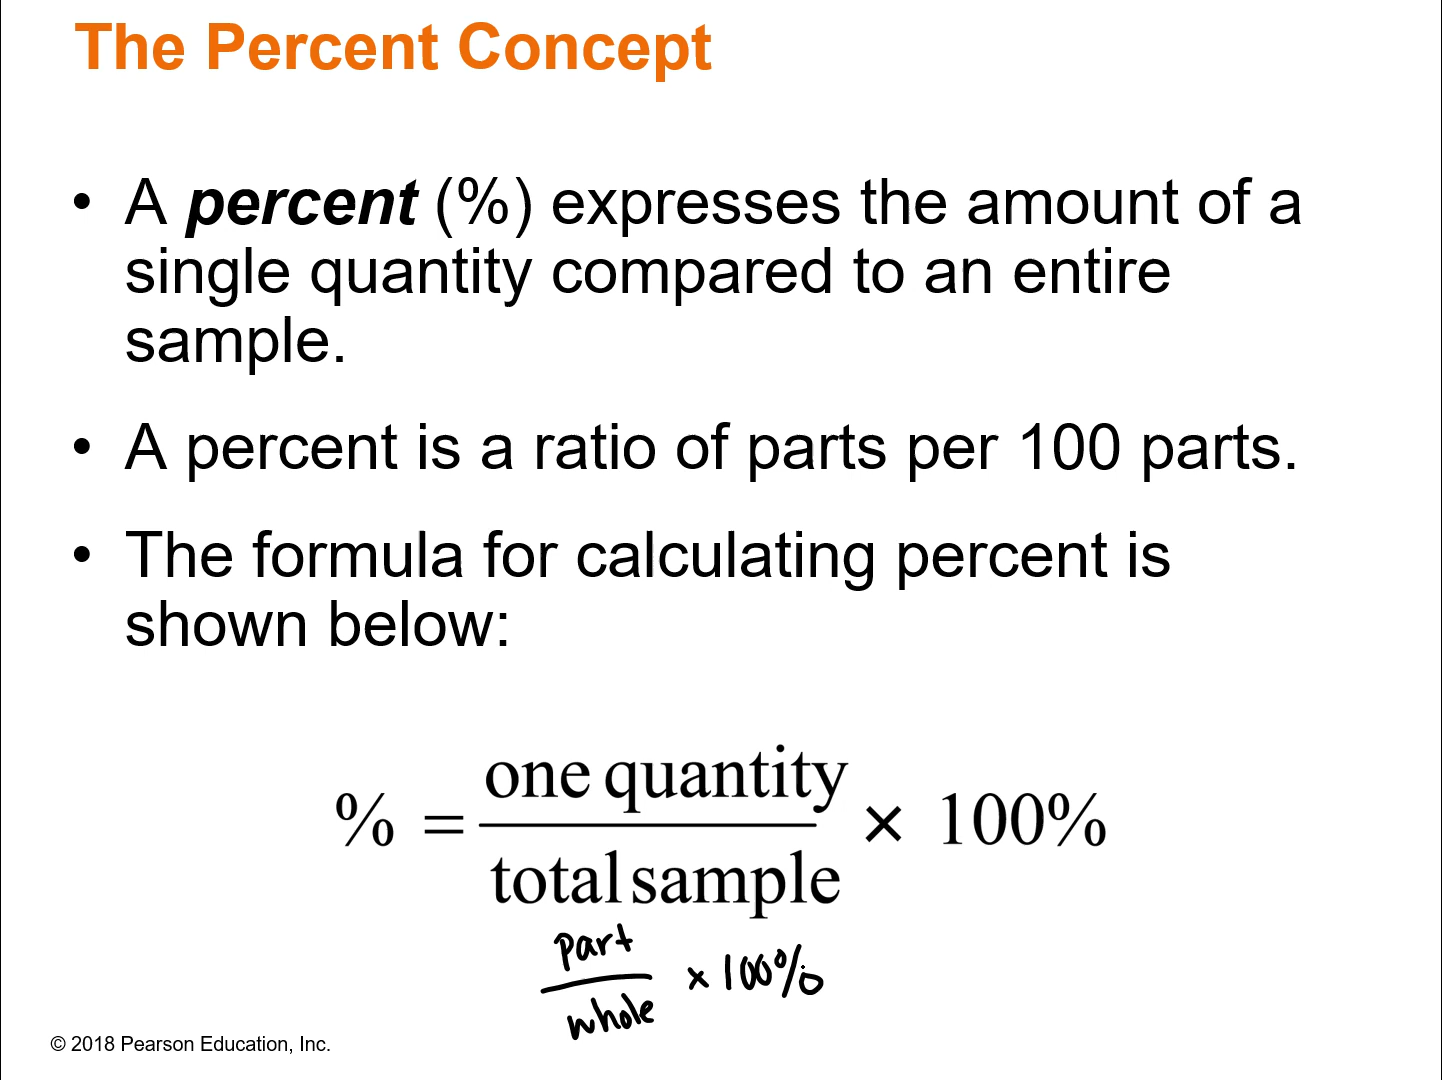 The Percent Concept
• A percent (%) expresses the amount of a
single quantity compared to an entire
sample.
• A percent is a ratio of parts per 100 parts.
• The formula for calculating percent is
shown below:
% = one quantity / total sample × 100%
part / whole × 100%
© 2018 Pearson Education, Inc.